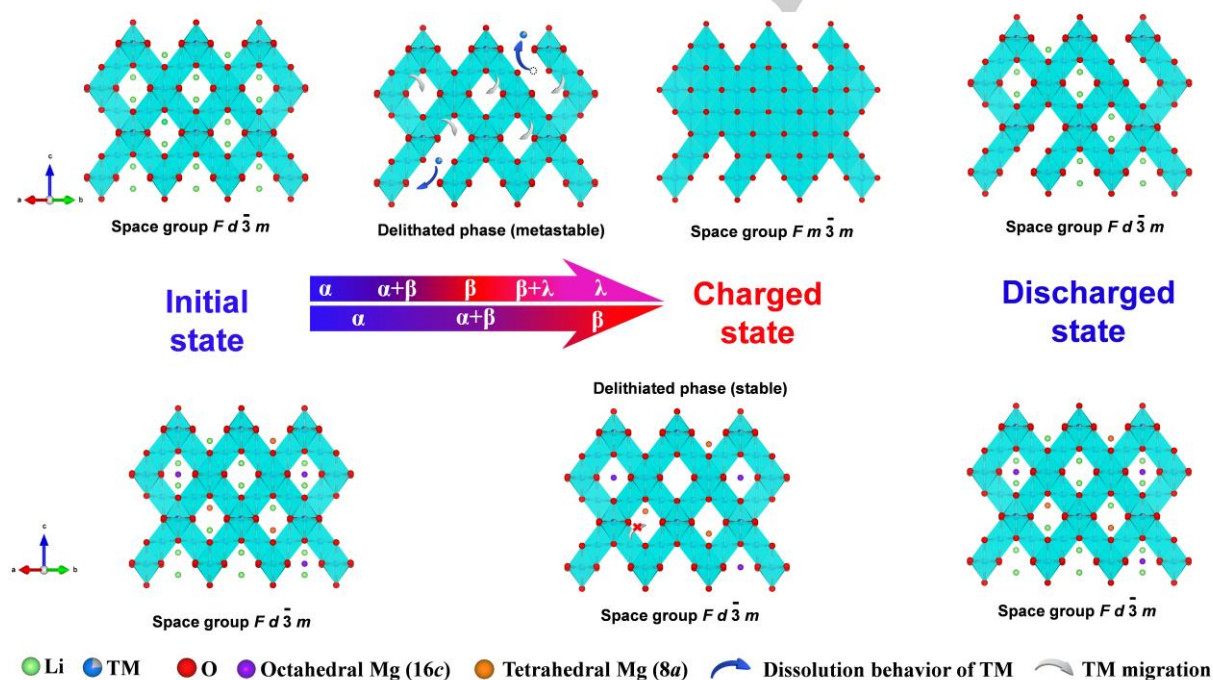 c
a b
Space group F d 3̄ m
Delithated phase (metastable)
Space group F m 3̄ m
Space group F d 3̄ m
Initial
state
α α+β β β+λ λ
α α+β β
Charged
state
Discharged
state
Delithiated phase (stable)
c
a b
Space group F d 3̄ m
Space group F d 3̄ m
Space group F d 3̄ m
Li TM O Octahedral Mg (16c) Tetrahedral Mg (8a) Dissolution behavior of TM TM migration